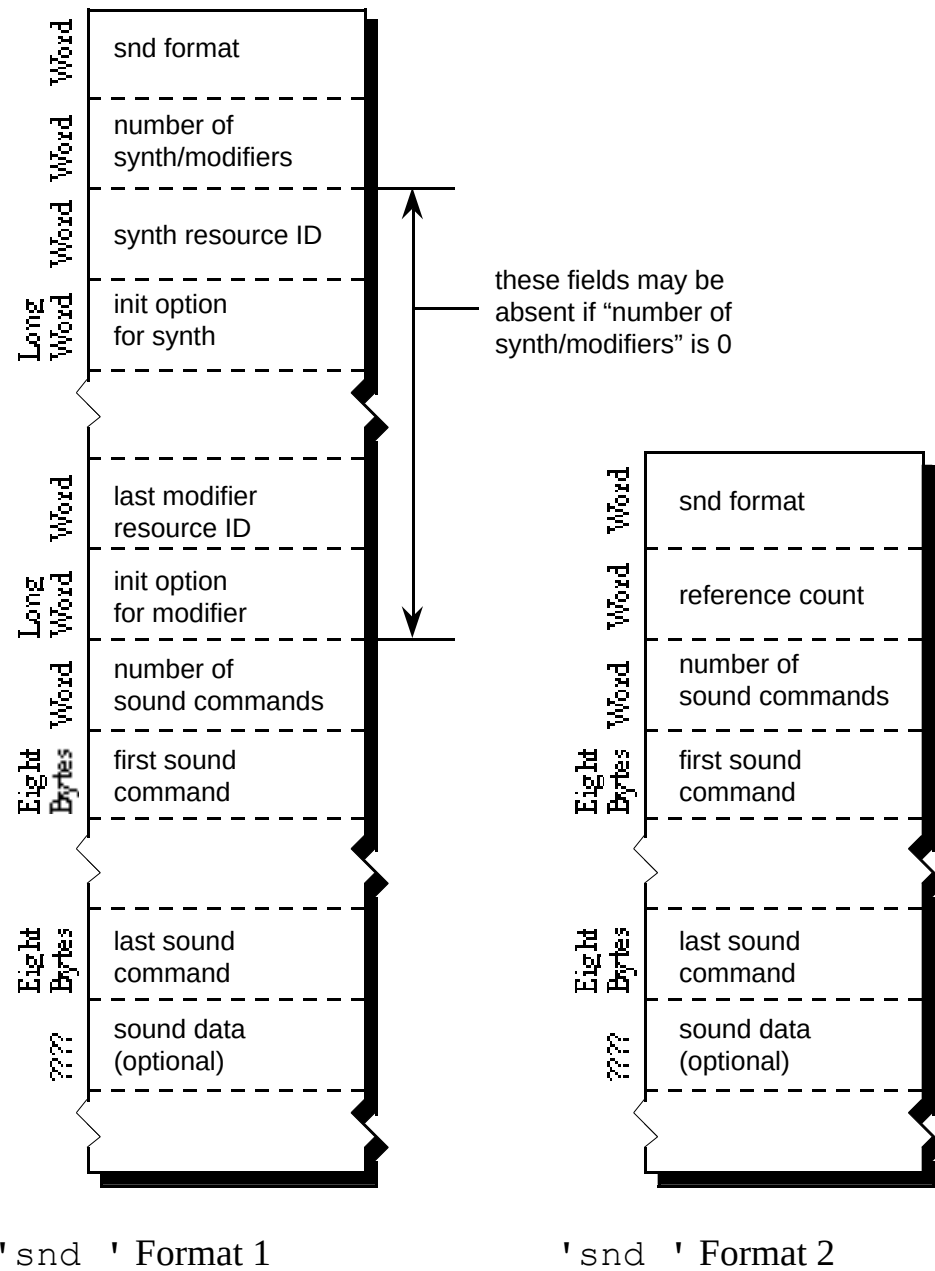 Word
snd format
Word
number of
synth/modifiers
Word
synth resource ID
Long
Word
init option
for synth
these fields may be
absent if “number of
synth/modifiers” is 0
Word
last modifier
resource ID
Long
Word
init option
for modifier
Word
number of
sound commands
Eight
Bytes
first sound
command
Eight
Bytes
last sound
command
????
sound data
(optional)
'snd ' Format 1
Word
snd format
Word
reference count
Word
number of
sound commands
Eight
Bytes
first sound
command
Eight
Bytes
last sound
command
????
sound data
(optional)
'snd ' Format 2